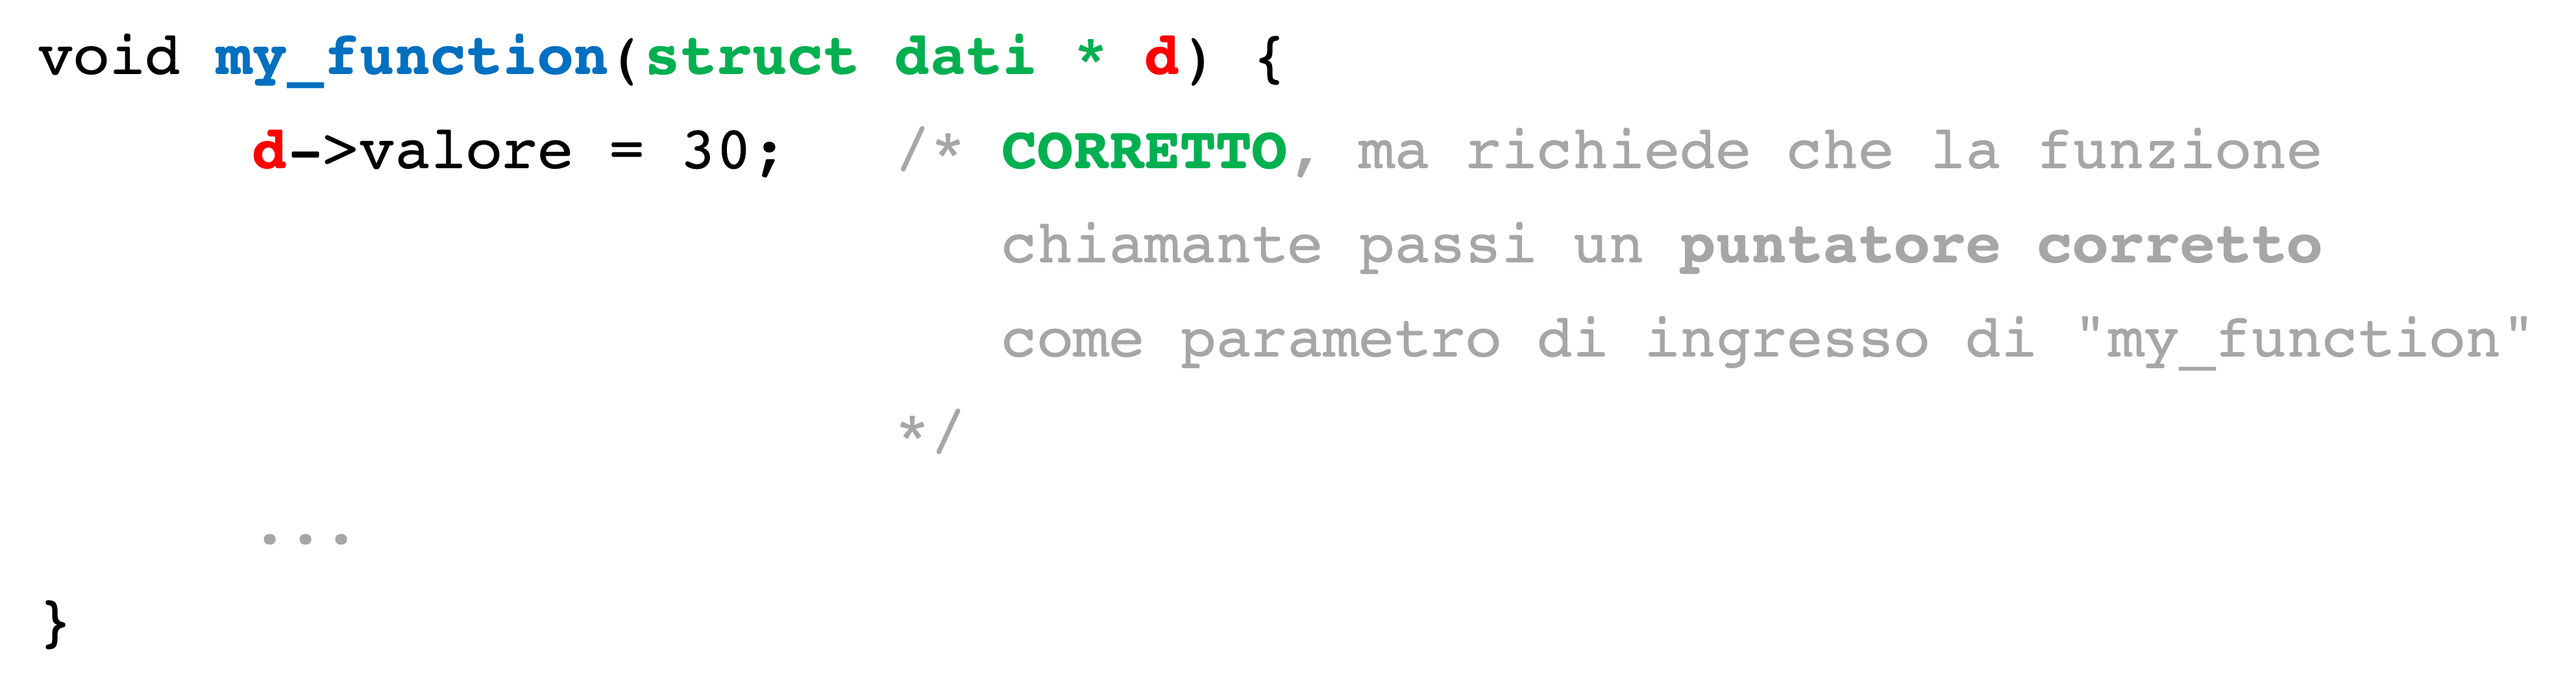 void my_function(struct dati * d) {
d->valore = 30; /* CORRETTO, ma richiede che la funzione
chiamante passi un puntatore corretto
come parametro di ingresso di "my_function"
*/
...
}